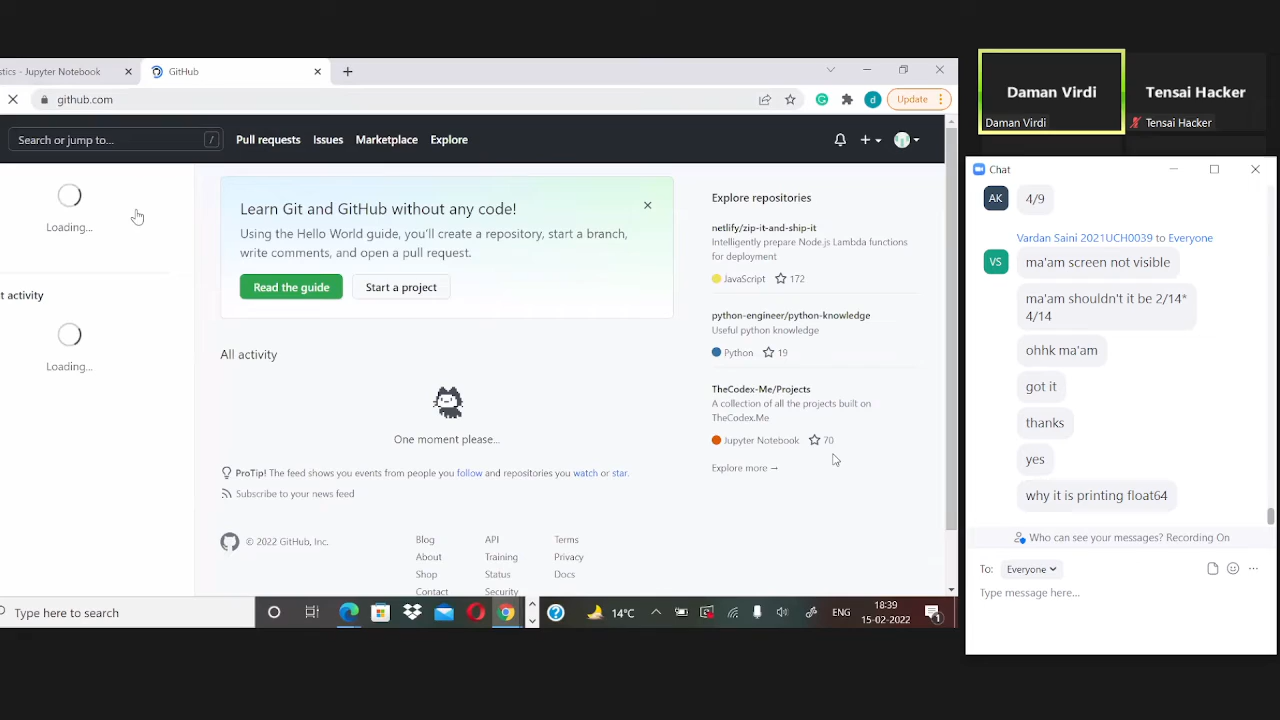 stics - Jupyter Notebook
GitHub
github.com
Update
Search or jump to...
/
Pull requests
Issues
Marketplace
Explore
Loading...
t activity
Loading...
Learn Git and GitHub without any code!
Using the Hello World guide, you'll create a repository, start a branch,
write comments, and open a pull request.
Read the guide
Start a project
All activity
One moment please...
ProTip! The feed shows you events from people you follow and repositories you watch or star.
Subscribe to your news feed
© 2022 GitHub, Inc.
Blog
About
Shop
Contact
API
Training
Status
Security
Terms
Privacy
Docs
Explore repositories
netlify/zip-it-and-ship-it
Intelligently prepare Node.js Lambda functions
for deployment
JavaScript 172
python-engineer/python-knowledge
Useful python knowledge
Python 19
TheCodex-Me/Projects
A collection of all the projects built on
TheCodex.Me
Jupyter Notebook 70
Explore more →
Type here to search
14°C
ENG
18:39
15-02-2022
1
Daman Virdi
Daman Virdi
Tensai Hacker
Tensai Hacker
Chat
AK
4/9
Vardan Saini 2021UCH0039 to Everyone
VS
ma'am screen not visible
ma'am shouldn't it be 2/14*
4/14
ohhk ma'am
got it
thanks
yes
why it is printing float64
Who can see your messages? Recording On
To: Everyone
Type message here...